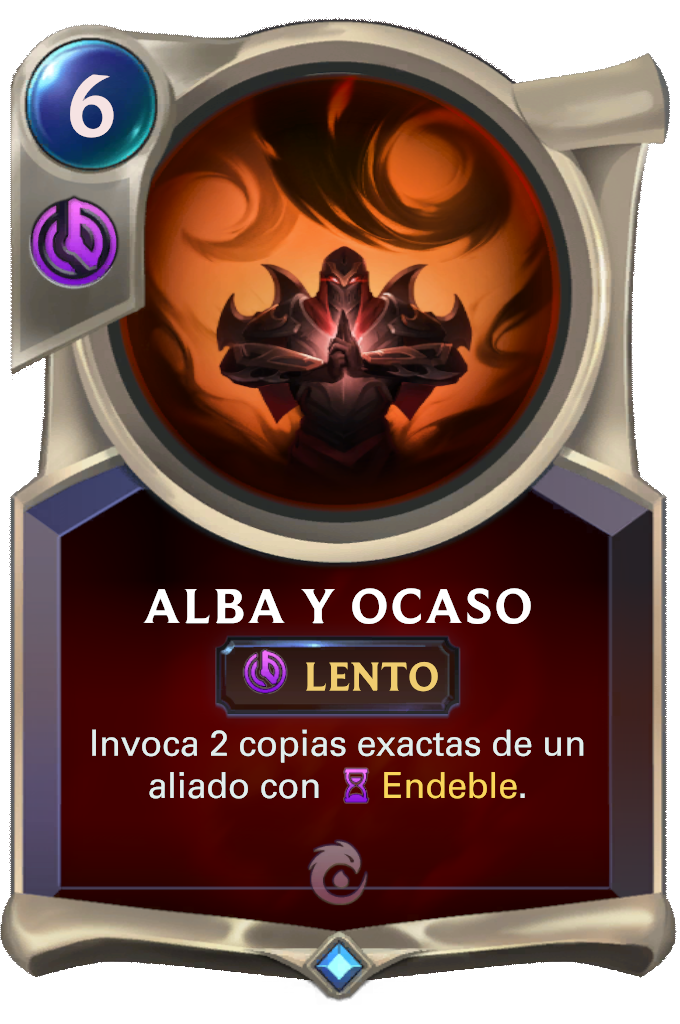 6
ALBA Y OCASO
LENTO
Invoca 2 copias exactas de un
aliado con Endeble.